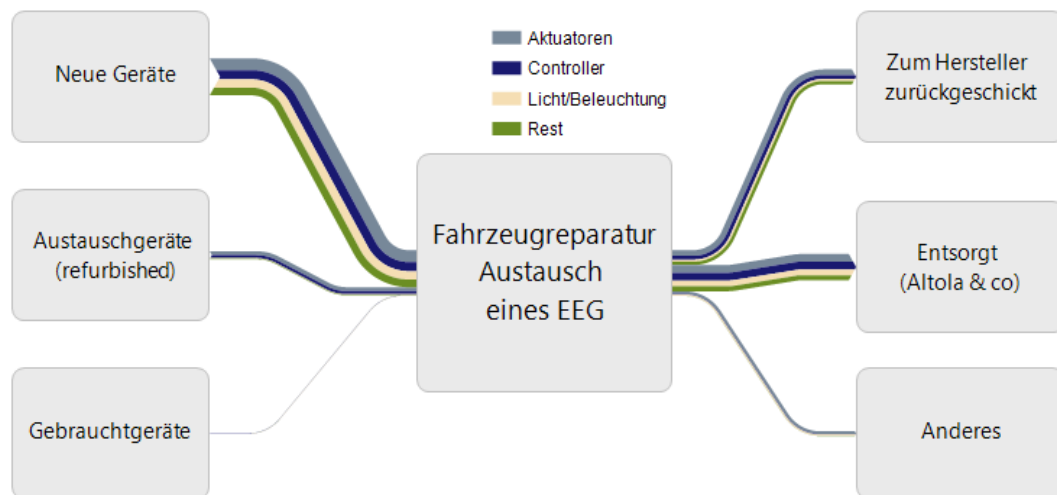 Neue Geräte
Aktuatoren
Controller
Licht/Beleuchtung
Rest
Zum Hersteller
zurückgeschickt
Austauschgeräte
(refurbished)
Fahrzeugreparatur
Austausch
eines EEG
Entsorgt
(Altola & co)
Gebrauchtgeräte
Anderes